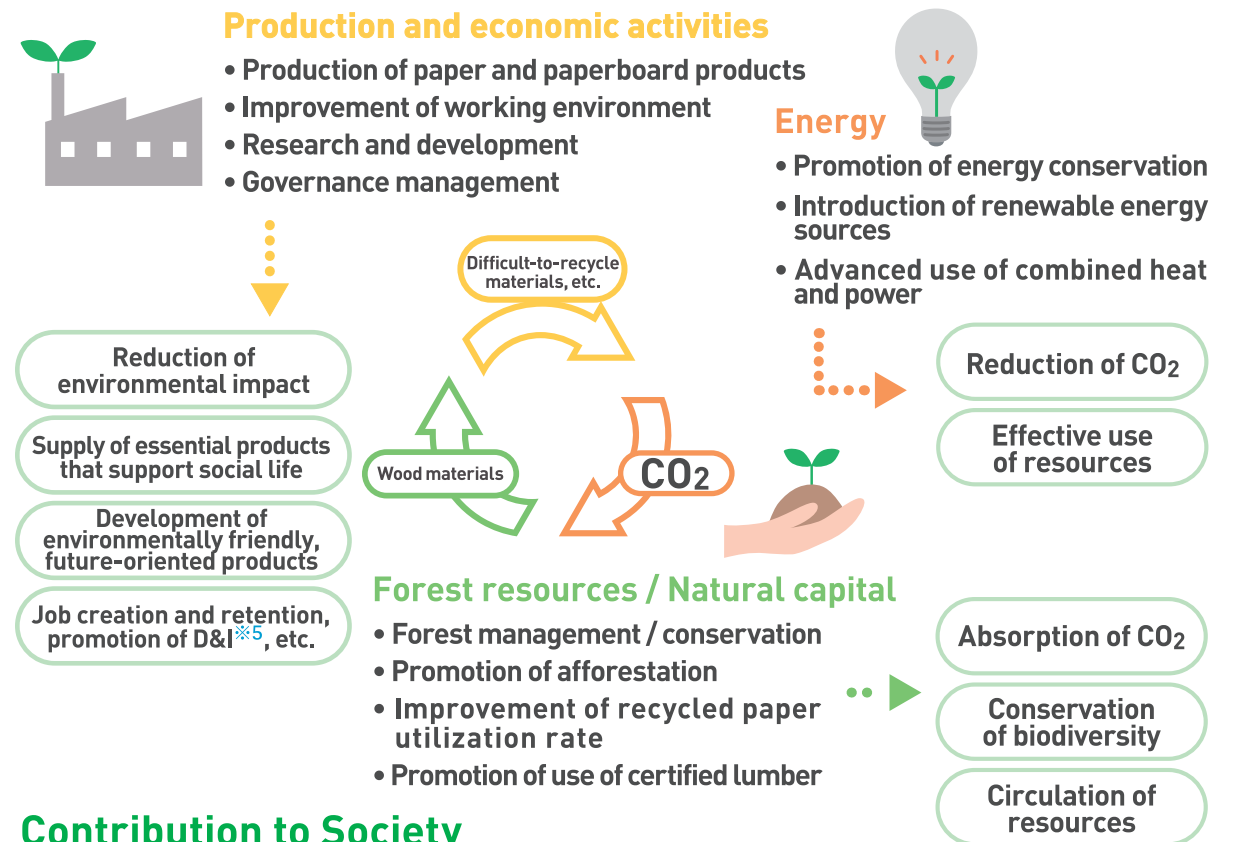 Production and economic activities
• Production of paper and paperboard products
• Improvement of working environment
• Research and development
• Governance management
Energy
• Promotion of energy conservation
• Introduction of renewable energy
sources
• Advanced use of combined heat
and power
Difficult-to-recycle
materials, etc.
Wood materials
CO2
Reduction of
environmental impact
Supply of essential products
that support social life
Development of
environmentally friendly,
future-oriented products
Job creation and retention,
promotion of D&I※5, etc.
Reduction of CO2
Effective use
of resources
Forest resources / Natural capital
• Forest management / conservation
• Promotion of afforestation
• Improvement of recycled paper
utilization rate
• Promotion of use of certified lumber
Absorption of CO2
Conservation
of biodiversity
Circulation of
resources
Contribution to Society